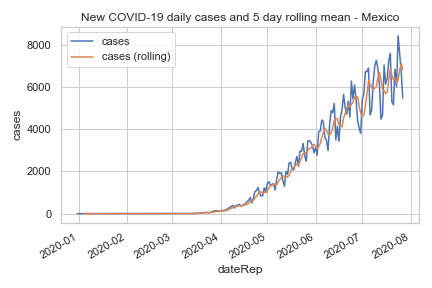 New COVID-19 daily cases and 5 day rolling mean - Mexico
cases
cases (rolling)
8000
6000
4000
2000
0
cases
2020-01
2020-02
2020-03
2020-04
2020-05
2020-06
2020-07
2020-08
dateRep